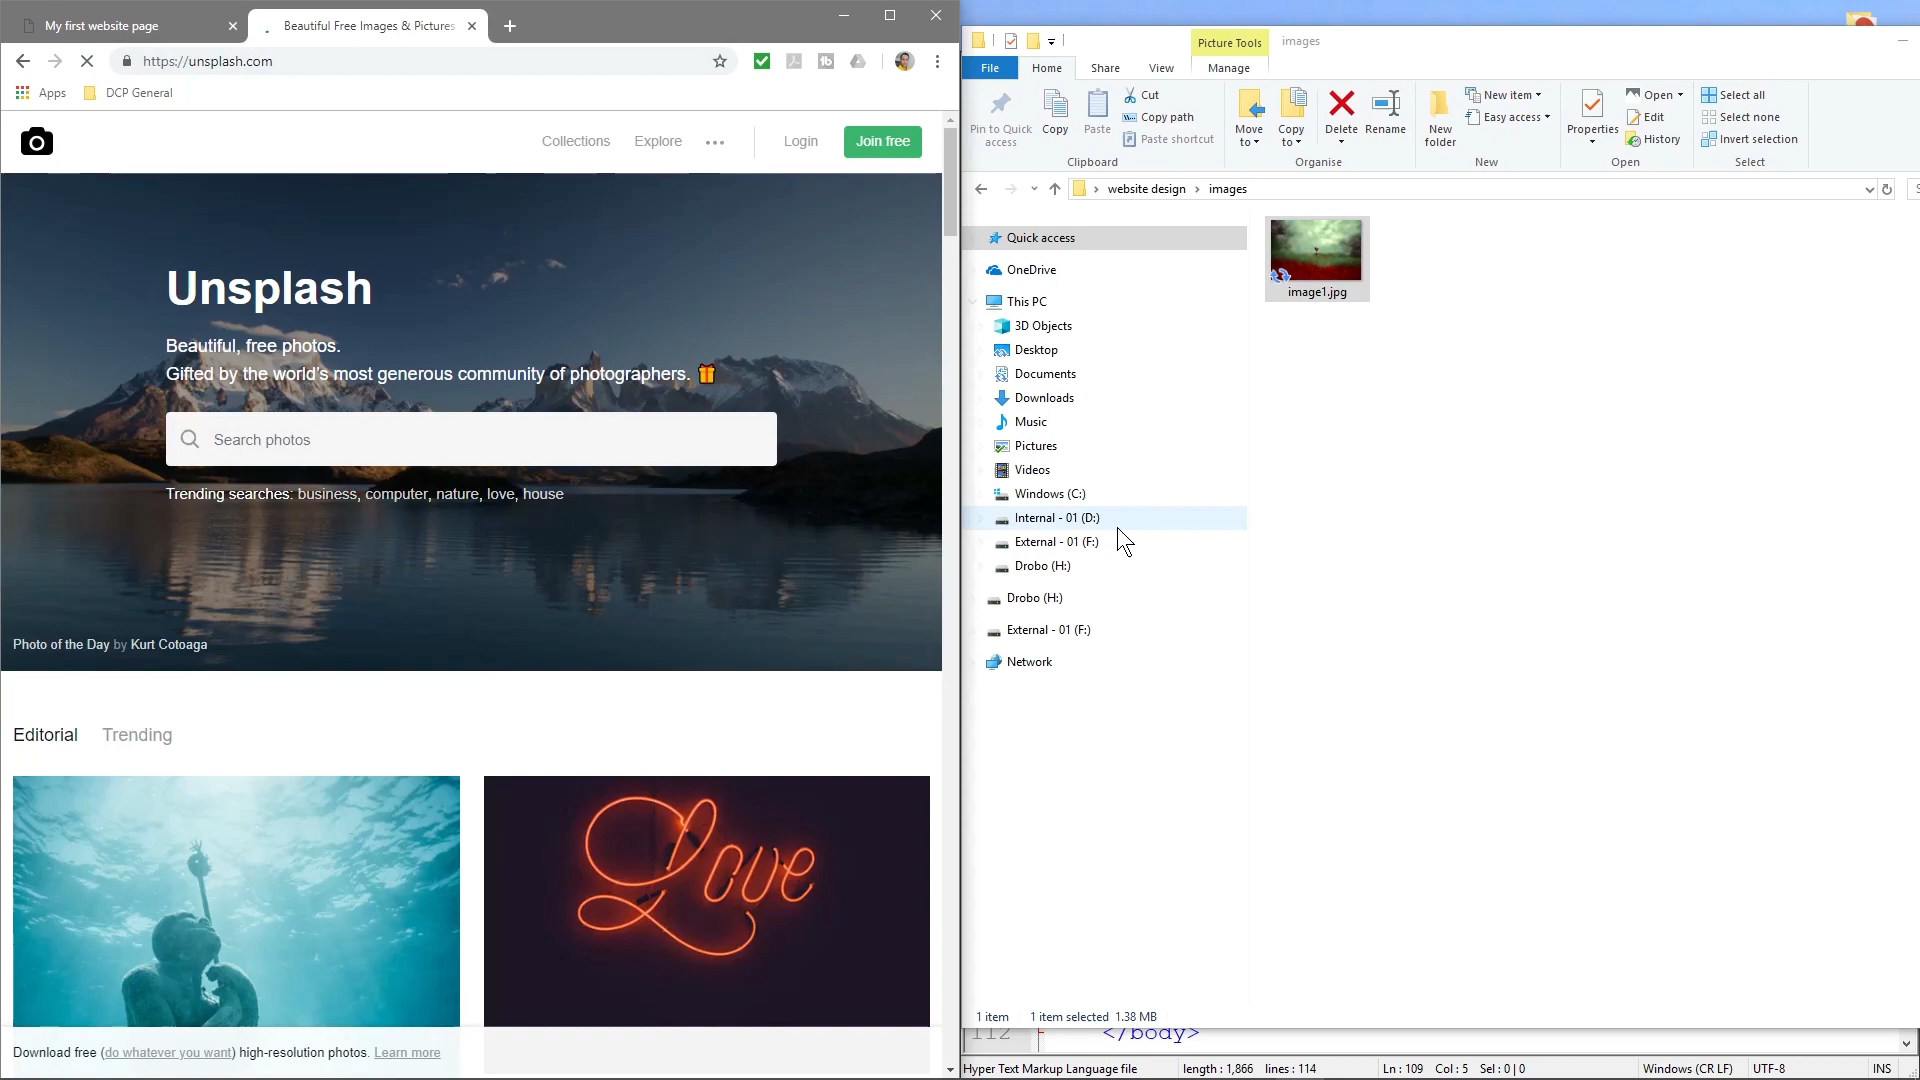 My first website page
Beautiful Free Images & Pictures
https://unsplash.com
Apps
DCP General
Collections
Explore
Login
Join free
Unsplash
Beautiful, free photos.
Gifted by the world's most generous community of photographers. 🎁
Search photos
Trending searches: business, computer, nature, love, house
Photo of the Day by Kurt Cotoaga
Editorial
Trending
Love
Download free (do whatever you want) high-resolution photos. Learn more
Picture Tools
images
File
Home
Share
View
Manage
Pin to Quick
access
Copy
Paste
Cut
Copy path
Paste shortcut
Clipboard
Move
to
Copy
to
Delete
Rename
Organise
New
folder
New item
Easy access
New
Properties
Open
Edit
History
Open
Select all
Select none
Invert selection
Select
website design
images
Quick access
OneDrive
This PC
3D Objects
Desktop
Documents
Downloads
Music
Pictures
Videos
Windows (C:)
Internal - 01 (D:)
External - 01 (F:)
Drobo (H:)
Drobo (H:)
External - 01 (F:)
Network
image1.jpg
1 item
1 item selected 1.38 MB
112 </body>
Hyper Text Markup Language file
length : 1,866 lines : 114
Ln : 109 Col : 5 Sel : 0 | 0
Windows (CR LF)
UTF-8
INS